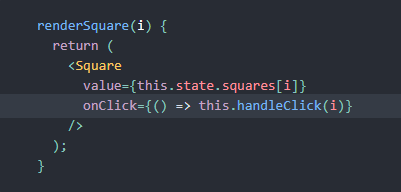 renderSquare(i) {
return (
<Square
value={this.state.squares[i]}
onClick={() => this.handleClick(i)}
/>
);
}